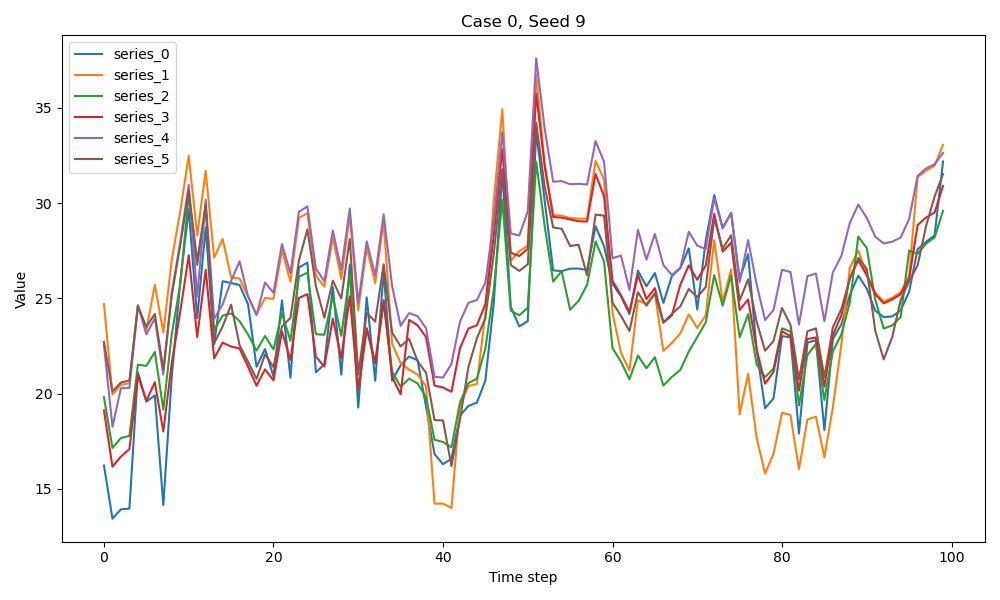 Case 0, Seed 9
series_0
series_1
series_2
series_3
series_4
series_5
Value
35
30
25
20
15
0 20 40 60 80 100
Time step